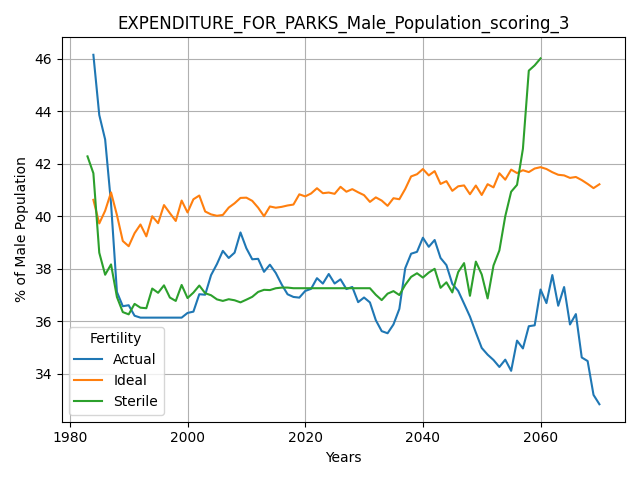 EXPENDITURE_FOR_PARKS_Male_Population_scoring_3
% of Male Population
46
44
42
40
38
36
34
Fertility
Actual
Ideal
Sterile
1980 2000 2020 2040 2060
Years